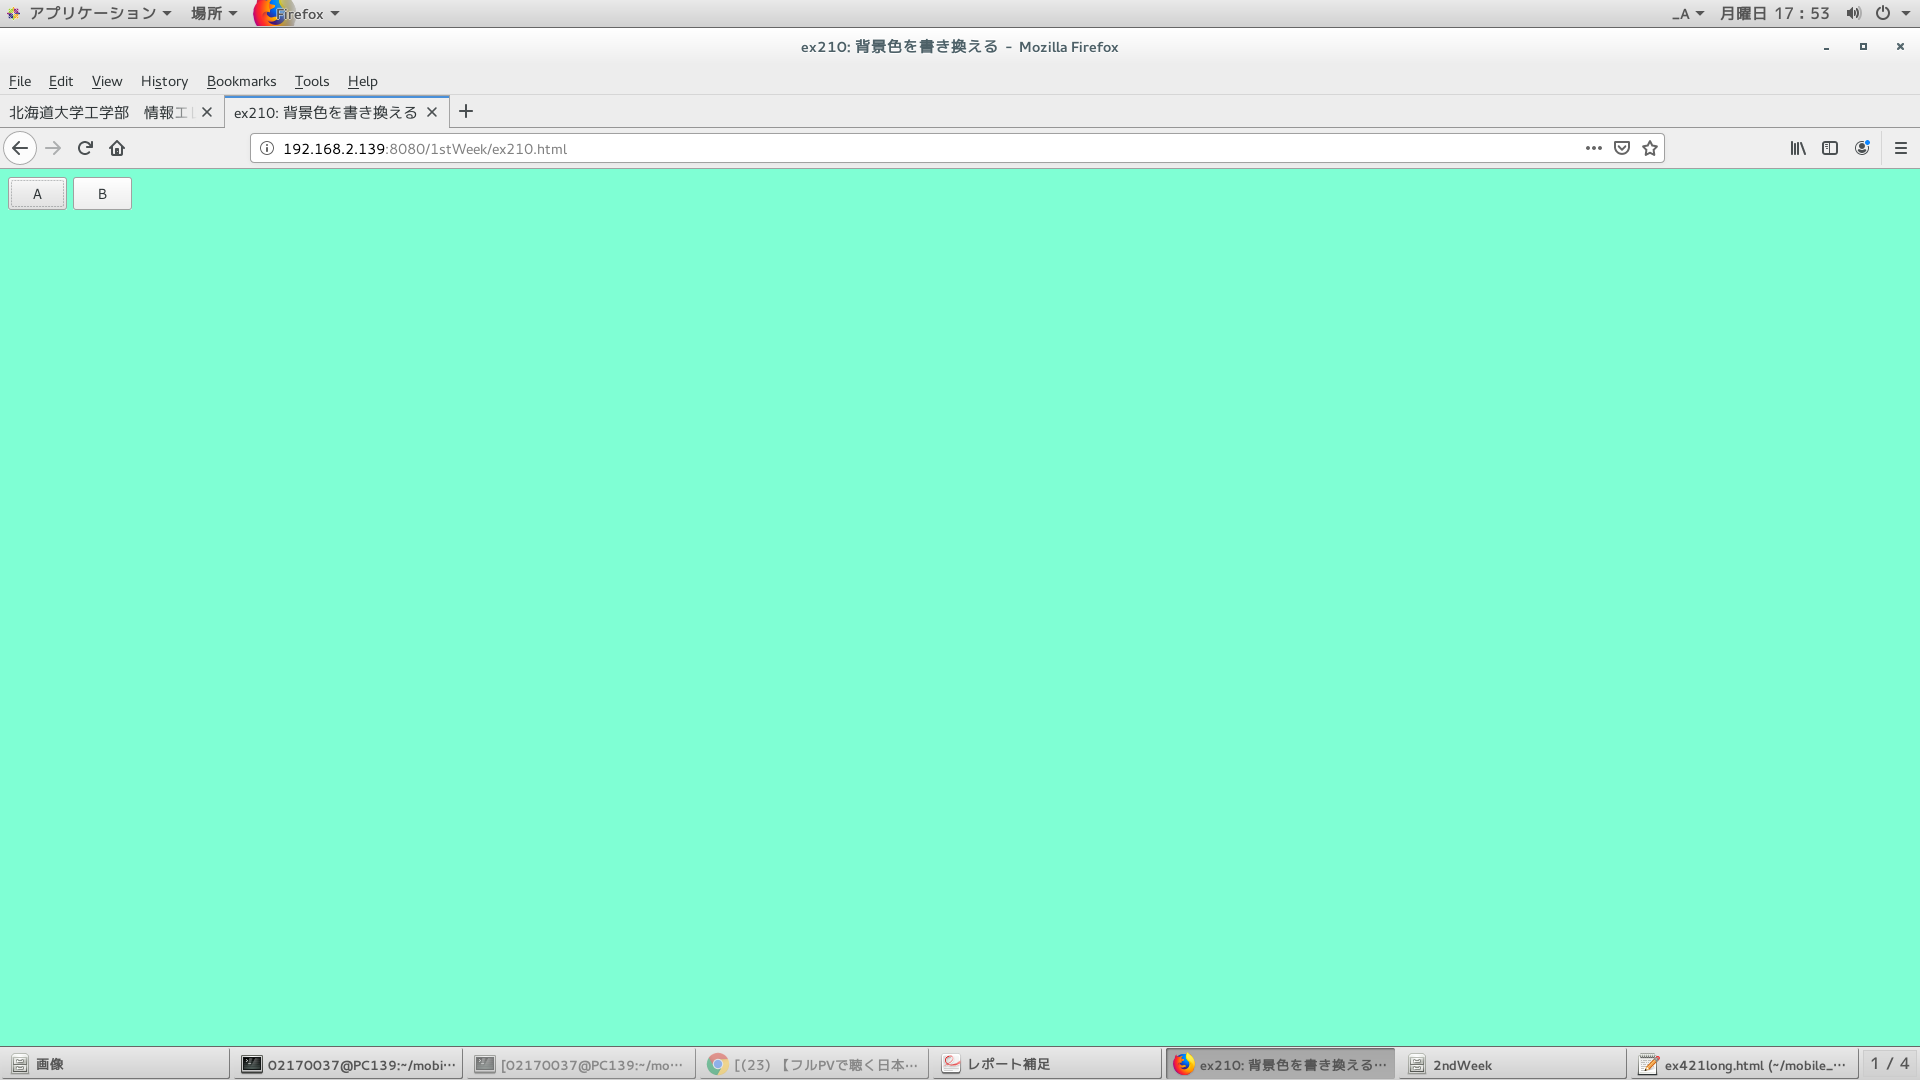 アプリケーション 場所 Firefox _A 月曜日 17 : 53
ex210: 背景色を書き換える - Mozilla Firefox
File Edit View History Bookmarks Tools Help
北海道大学工学部 情報エ ex210: 背景色を書き換える
192.168.2.139:8080/1stWeek/ex210.html
A B
画像 02170037@PC139:~/mobi… [02170037@PC139:~/mo… [(23) 【フルPVで聴く日本… レポート補足 ex210: 背景色を書き換える… 2ndWeek ex421long.html (~/mobile_… 1 / 4